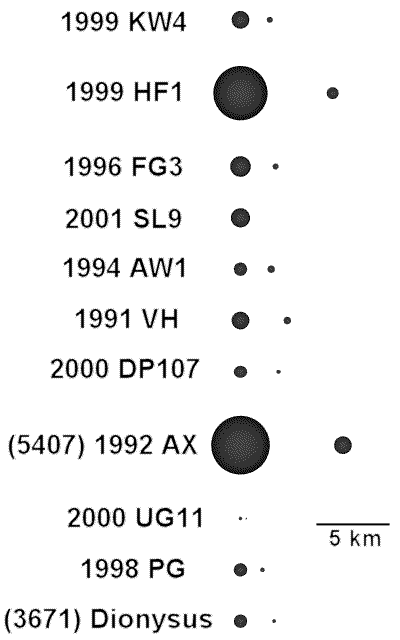 1999 KW4
1999 HF1
1996 FG3
2001 SL9
1994 AW1
1991 VH
2000 DP107
(5407) 1992 AX
2000 UG11
5 km
1998 PG
(3671) Dionysus